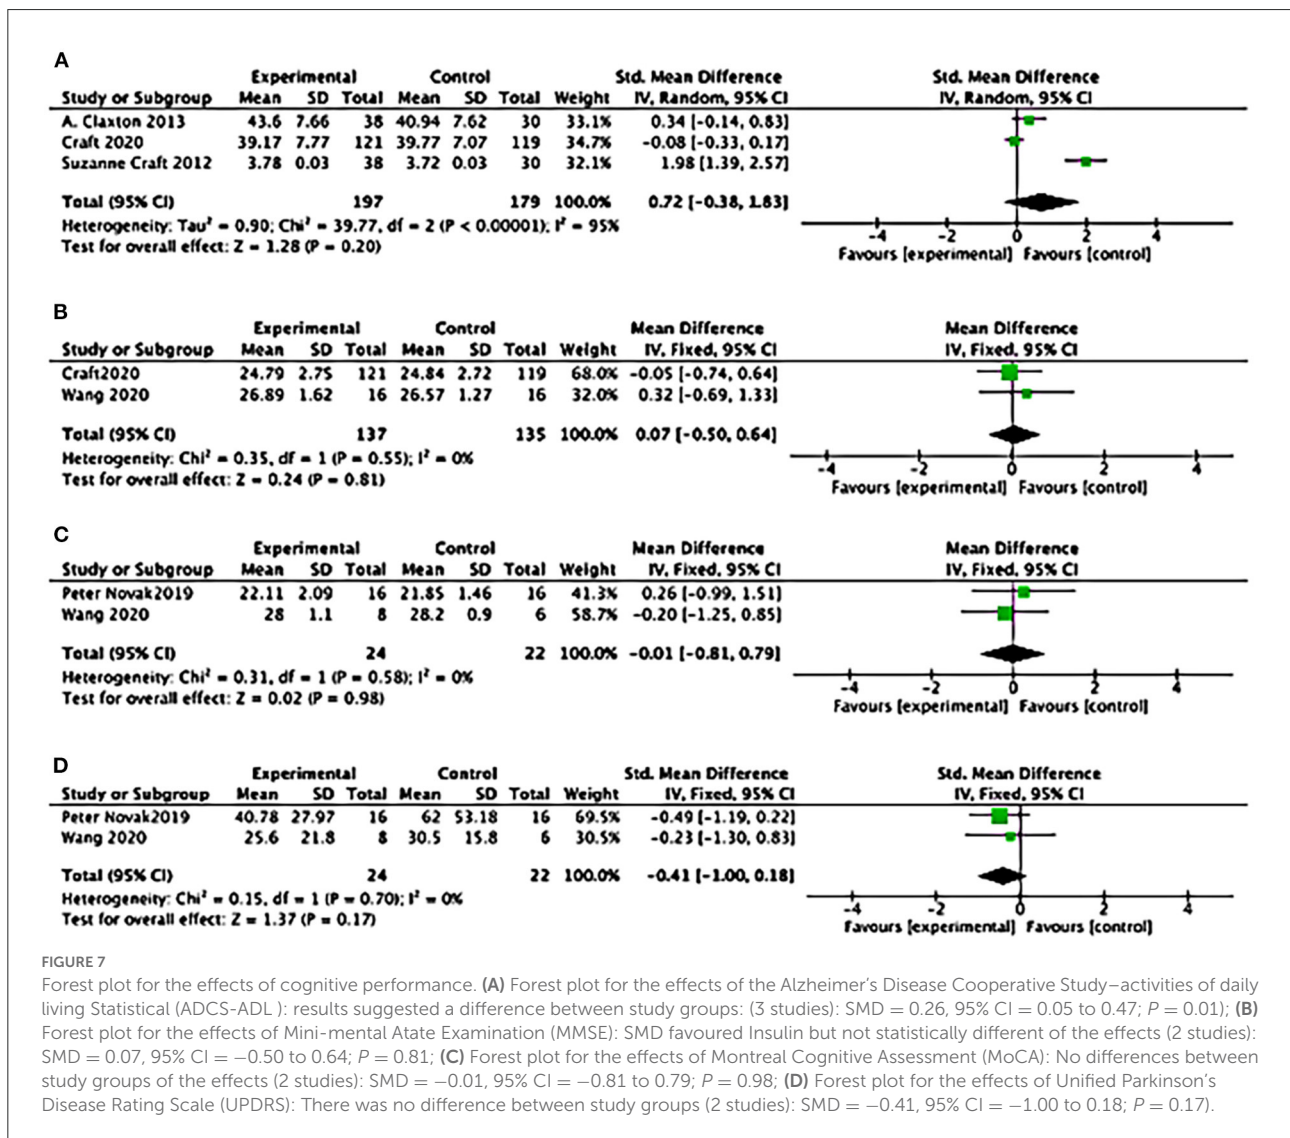 A
Experimental Control Std. Mean Difference Std. Mean Difference
Study or Subgroup Mean SD Total Mean SD Total Weight IV, Random, 95% CI IV, Random, 95% CI
A. Claxton 2013 43.6 7.66 38 40.94 7.62 30 33.1% 0.34 [-0.14, 0.83]
Craft 2020 39.17 7.77 121 39.77 7.07 119 34.7% -0.08 [-0.33, 0.17]
Suzanne Craft 2012 3.78 0.03 38 3.72 0.03 30 32.1% 1.98 [1.39, 2.57]
Total (95% CI) 197 179 100.0% 0.72 [-0.38, 1.83]
Heterogeneity: Tau² = 0.90; Chi² = 39.77, df = 2 (P < 0.00001); I² = 95%
Test for overall effect: Z = 1.28 (P = 0.20)
-4 -2 0 2 4
Favours [experimental] Favours [control]
B
Experimental Control Mean Difference Mean Difference
Study or Subgroup Mean SD Total Mean SD Total Weight IV, Fixed, 95% CI IV, Fixed, 95% CI
Craft2020 24.79 2.75 121 24.84 2.72 119 68.0% -0.05 [-0.74, 0.64]
Wang 2020 26.89 1.62 16 26.57 1.27 16 32.0% 0.32 [-0.69, 1.33]
Total (95% CI) 137 135 100.0% 0.07 [-0.50, 0.64]
Heterogeneity: Chi² = 0.35, df = 1 (P = 0.55); I² = 0%
Test for overall effect: Z = 0.24 (P = 0.81)
-4 -2 0 2 4
Favours [experimental] Favours [control]
C
Experimental Control Mean Difference Mean Difference
Study or Subgroup Mean SD Total Mean SD Total Weight IV, Fixed, 95% CI IV, Fixed, 95% CI
Peter Novak2019 22.11 2.09 16 21.85 1.46 16 41.3% 0.26 [-0.99, 1.51]
Wang 2020 28 1.1 8 28.2 0.9 6 58.7% -0.20 [-1.25, 0.85]
Total (95% CI) 24 22 100.0% -0.01 [-0.81, 0.79]
Heterogeneity: Chi² = 0.31, df = 1 (P = 0.58); I² = 0%
Test for overall effect: Z = 0.02 (P = 0.98)
-4 -2 0 2 4
Favours [experimental] Favours [control]
D
Experimental Control Std. Mean Difference Std. Mean Difference
Study or Subgroup Mean SD Total Mean SD Total Weight IV, Fixed, 95% CI IV, Fixed, 95% CI
Peter Novak2019 40.78 27.97 16 62 53.18 16 69.5% -0.49 [-1.19, 0.22]
Wang 2020 25.6 21.8 8 30.5 15.8 6 30.5% -0.23 [-1.30, 0.83]
Total (95% CI) 24 22 100.0% -0.41 [-1.00, 0.18]
Heterogeneity: Chi² = 0.15, df = 1 (P = 0.70); I² = 0%
Test for overall effect: Z = 1.37 (P = 0.17)
-4 -2 0 2 4
Favours [experimental] Favours [control]
FIGURE 7
Forest plot for the effects of cognitive performance. (A) Forest plot for the effects of the Alzheimer's Disease Cooperative Study–activities of daily
living Statistical (ADCS-ADL ): results suggested a difference between study groups: (3 studies): SMD = 0.26, 95% CI = 0.05 to 0.47; P = 0.01); (B)
Forest plot for the effects of Mini-mental Atate Examination (MMSE): SMD favoured Insulin but not statistically different of the effects (2 studies):
SMD = 0.07, 95% CI = −0.50 to 0.64; P = 0.81; (C) Forest plot for the effects of Montreal Cognitive Assessment (MoCA): No differences between
study groups of the effects (2 studies): SMD = −0.01, 95% CI = −0.81 to 0.79; P = 0.98; (D) Forest plot for the effects of Unified Parkinson's
Disease Rating Scale (UPDRS): There was no difference between study groups (2 studies): SMD = −0.41, 95% CI = −1.00 to 0.18; P = 0.17).